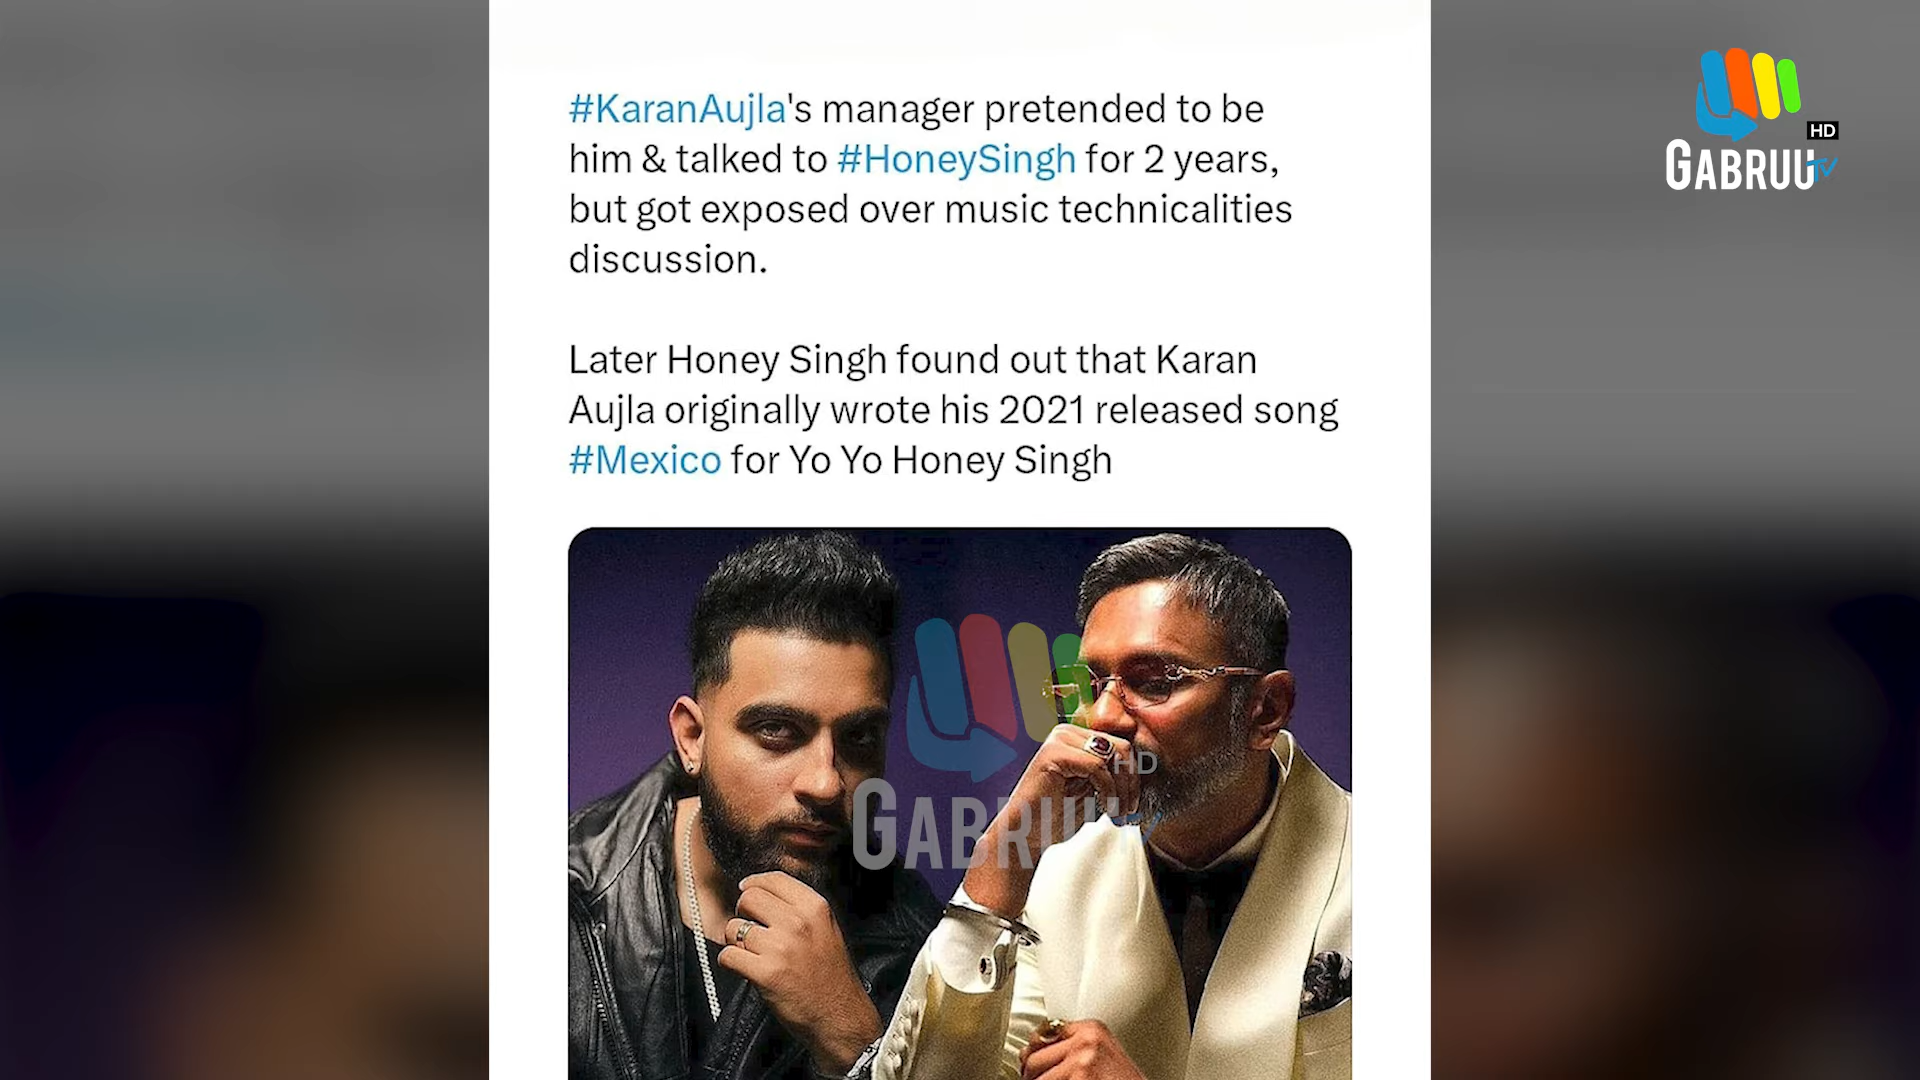 #KaranAujla's manager pretended to be
him & talked to #HoneySingh for 2 years,
but got exposed over music technicalities
discussion.
Later Honey Singh found out that Karan
Aujla originally wrote his 2021 released song
#Mexico for Yo Yo Honey Singh
HD
GABRUU TV
HD
GABRUU TV